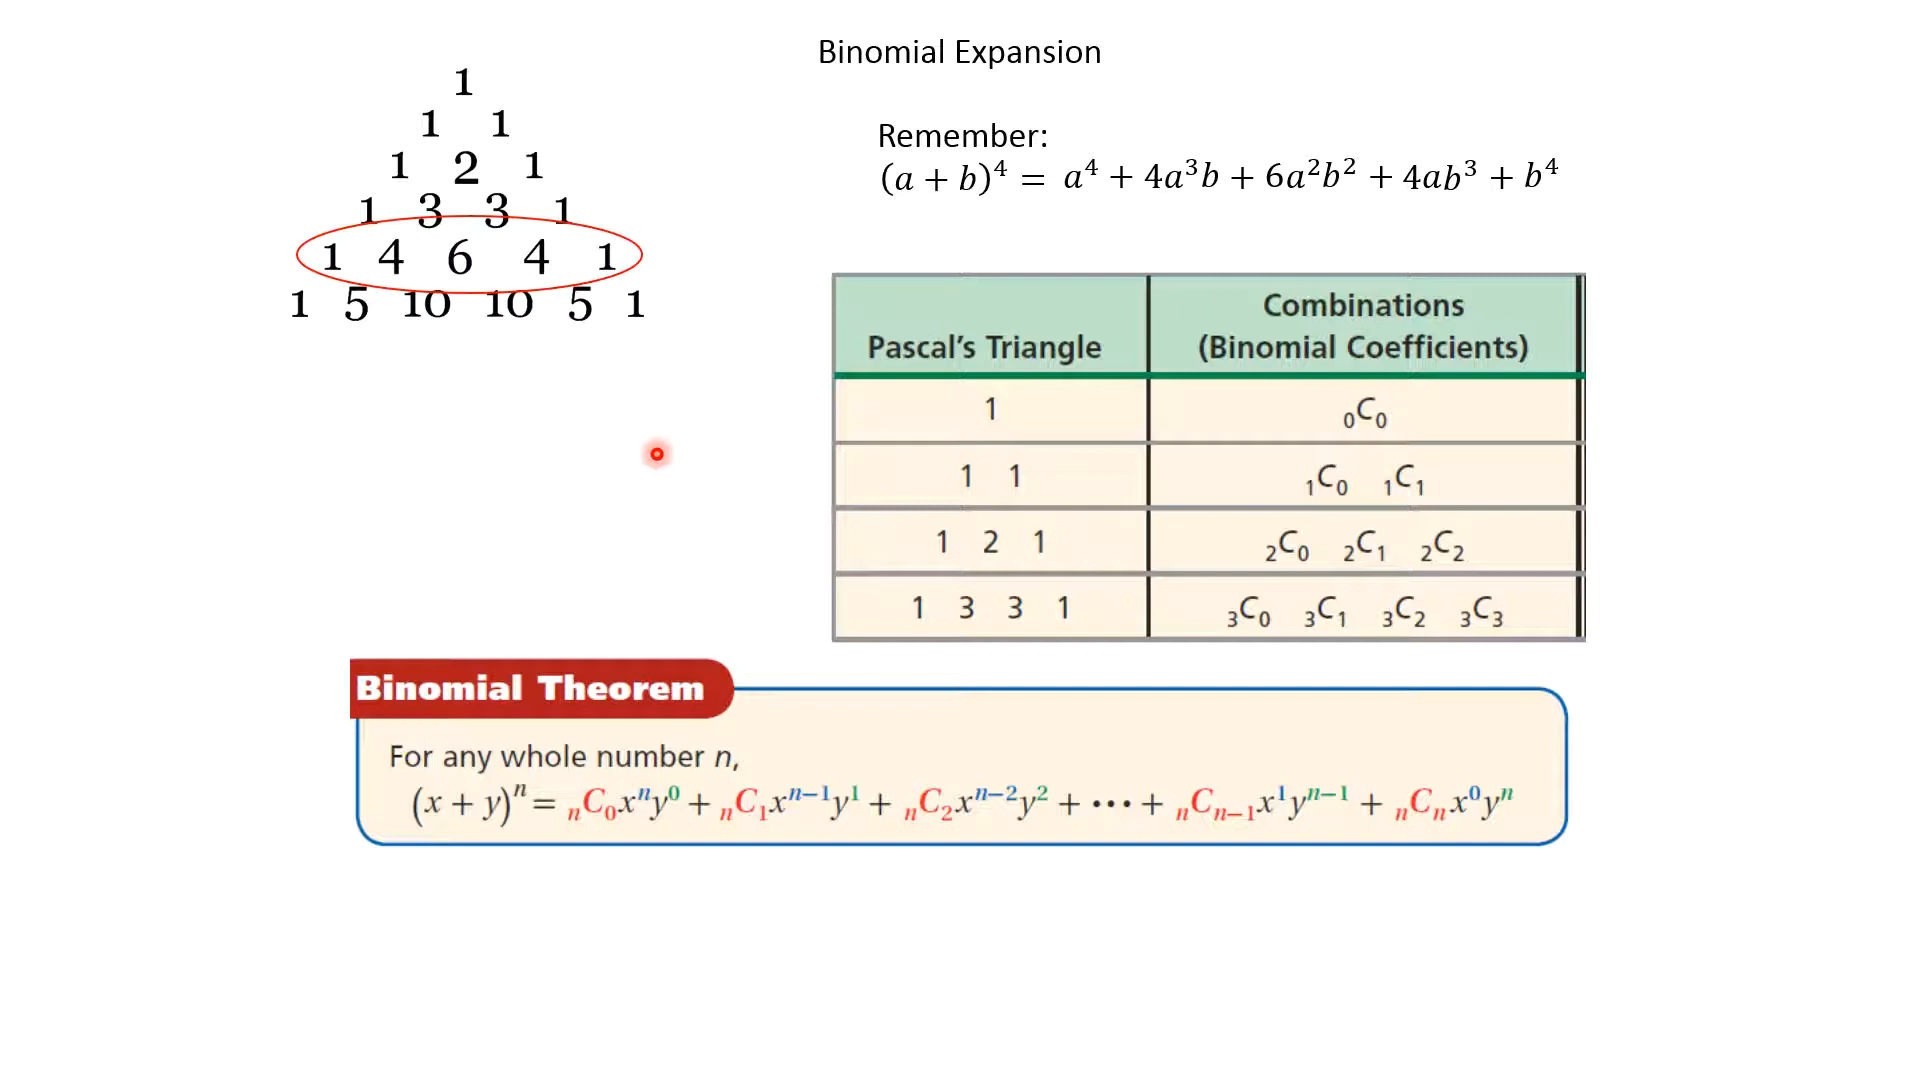 Binomial Expansion
1
1 1
1 2 1
1 3 3 1
1 4 6 4 1
1 5 10 10 5 1
Remember:
(a + b)⁴ = a⁴ + 4a³b + 6a²b² + 4ab³ + b⁴
Pascal's Triangle
Combinations
(Binomial Coefficients)
1 ₀C₀
1 1 ₁C₀ ₁C₁
1 2 1 ₂C₀ ₂C₁ ₂C₂
1 3 3 1 ₃C₀ ₃C₁ ₃C₂ ₃C₃
Binomial Theorem
For any whole number n,
(x + y)ⁿ = ₙC₀xⁿy⁰ + ₙC₁xⁿ⁻¹y¹ + ₙC₂xⁿ⁻²y² + ··· + ₙCₙ₋₁x¹yⁿ⁻¹ + ₙCₙx⁰yⁿ